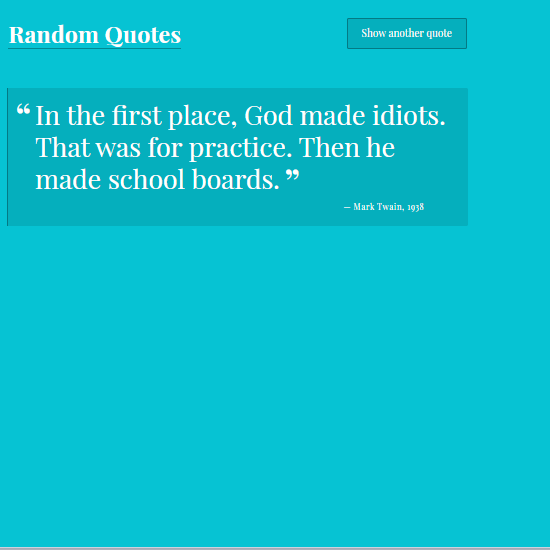 Random Quotes
Show another quote
“ In the first place, God made idiots.
That was for practice. Then he
made school boards. ”
— Mark Twain, 1938